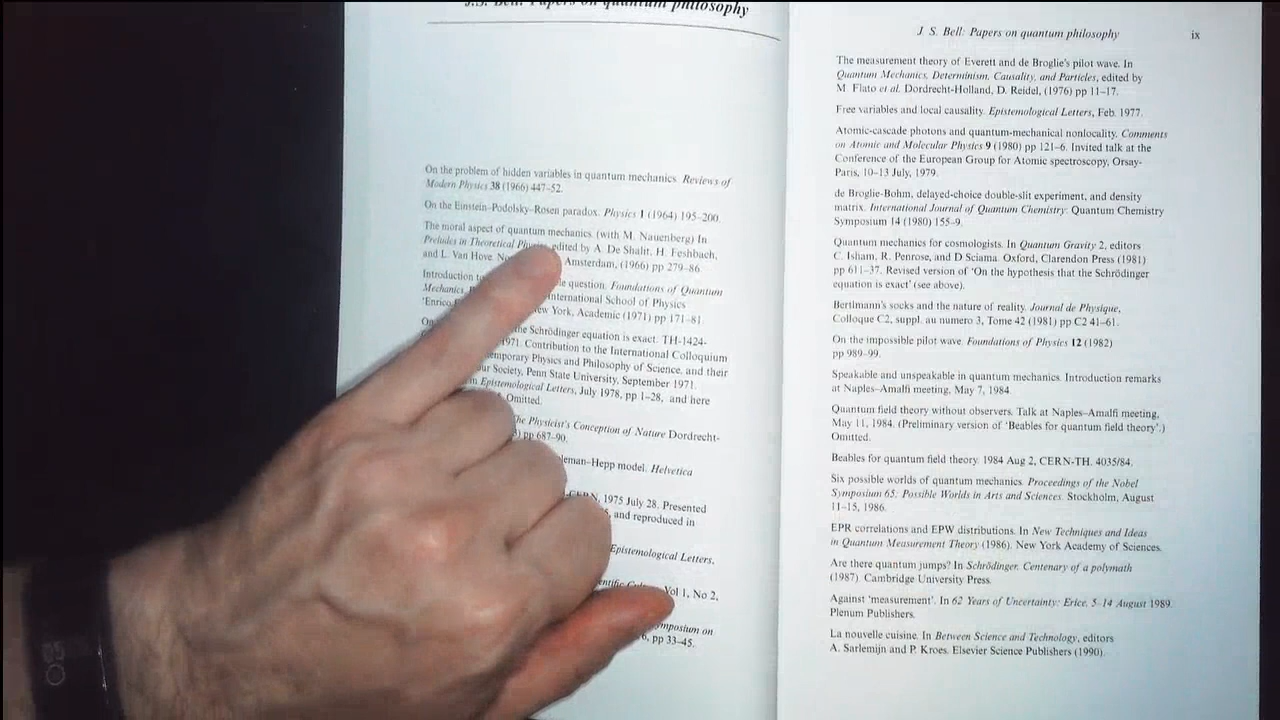 J.S. Bell: Papers on quantum philosophy
On the problem of hidden variables in quantum mechanics. Reviews of
Modern Physics 38 (1966) 447–52.
On the Einstein–Podolsky–Rosen paradox. Physics 1 (1964) 195–200.
The moral aspect of quantum mechanics. (with M. Nauenberg) In
Preludes in Theoretical edited by A. De Shalit, H. Feshbach,
and L. Van Hove. Amsterdam, (1966) pp 279–86
Introduction question. Foundations of Quantum
Mechanics. International School of Physics
'Enrico York, Academic (1971) pp 171–81.
the Schrödinger equation is exact. TH-1424-
1971. Contribution to the International Colloquium
Physics and Philosophy of Science, and their
Society, Penn State University, September 1971.
Epistemological Letters, July 1978, pp 1–28, and here
Omitted.
The Physicist's Conception of Nature Dordrecht-
pp 687–90.
–Hepp model. Helvetica
1975 July 28. Presented
and reproduced in
Epistemological Letters,
Vol 1, No 2,
on
pp 33–45.
J S. Bell: Papers on quantum philosophy ix
The measurement theory of Everett and de Broglie's pilot wave. In
Quantum Mechanics, Determinism, Causality, and Particles, edited by
M Flato et al. Dordrecht-Holland, D. Reidel, (1976) pp 11–17.
Free variables and local causality. Epistemological Letters, Feb. 1977.
Atomic-cascade photons and quantum-mechanical nonlocality. Comments
on Atomic and Molecular Physics 9 (1980) pp 121–6. Invited talk at the
Conference of the European Group for Atomic spectroscopy, Orsay-
Paris, 10–13 July, 1979.
de Broglie-Bohm, delayed-choice double-slit experiment, and density
matrix. International Journal of Quantum Chemistry: Quantum Chemistry
Symposium 14 (1980) 155–9.
Quantum mechanics for cosmologists. In Quantum Gravity 2, editors
C. Isham, R. Penrose, and D Sciama. Oxford, Clarendon Press (1981)
pp 611–37. Revised version of 'On the hypothesis that the Schrödinger
equation is exact' (see above).
Bertlmann's socks and the nature of reality. Journal de Physique,
Colloque C2, suppl. au numero 3, Tome 42 (1981) pp C2 41–61.
On the impossible pilot wave. Foundations of Physics 12 (1982)
pp 989–99.
Speakable and unspeakable in quantum mechanics. Introduction remarks
at Naples–Amalfi meeting, May 7, 1984.
Quantum field theory without observers. Talk at Naples–Amalfi meeting,
May 11, 1984. (Preliminary version of 'Beables for quantum field theory'.)
Omitted.
Beables for quantum field theory. 1984 Aug 2, CERN-TH. 4035/84.
Six possible worlds of quantum mechanics. Proceedings of the Nobel
Symposium 65: Possible Worlds in Arts and Sciences. Stockholm, August
11–15, 1986.
EPR correlations and EPW distributions. In New Techniques and Ideas
in Quantum Measurement Theory (1986). New York Academy of Sciences.
Are there quantum jumps? In Schrödinger. Centenary of a polymath
(1987). Cambridge University Press.
Against 'measurement'. In 62 Years of Uncertainty: Erice, 5–14 August 1989.
Plenum Publishers.
La nouvelle cuisine. In Between Science and Technology, editors
A. Sarlemijn and P. Kroes. Elsevier Science Publishers (1990).